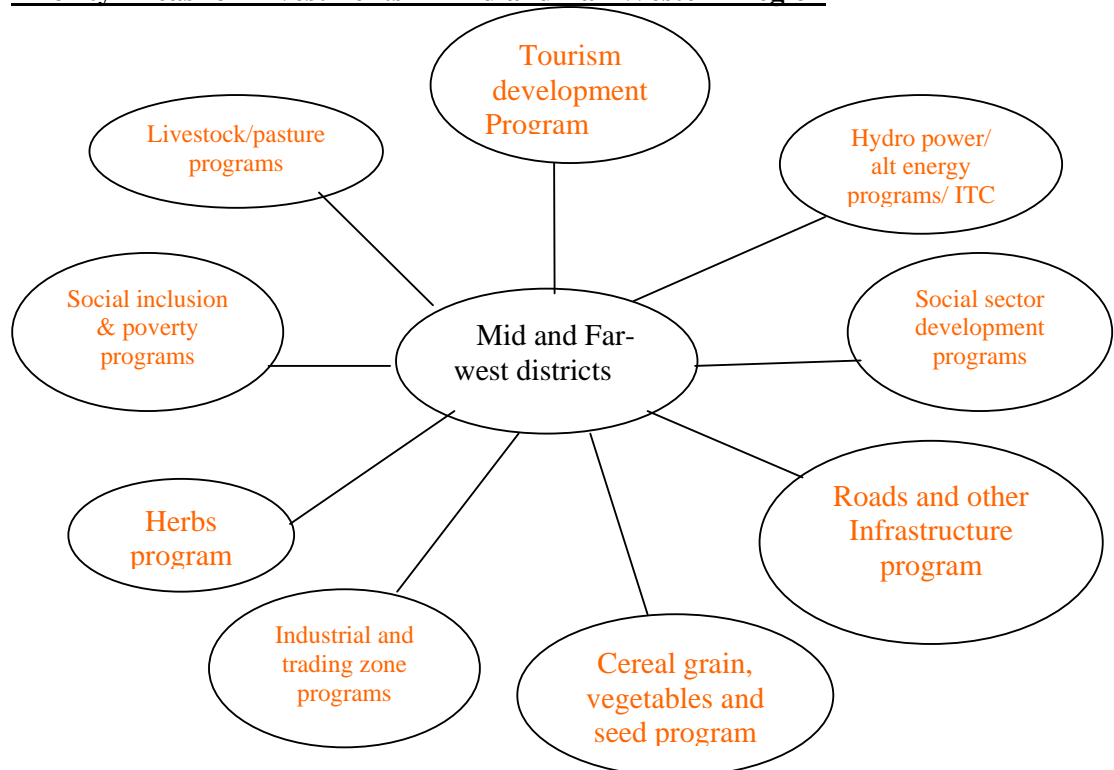 Tourism
development
Program
Livestock/pasture
programs
Hydro power/
alt energy
programs/ ITC
Social inclusion
& poverty
programs
Mid and Far-
west districts
Social sector
development
programs
Herbs
program
Roads and other
Infrastructure
program
Industrial and
trading zone
programs
Cereal grain,
vegetables and
seed program